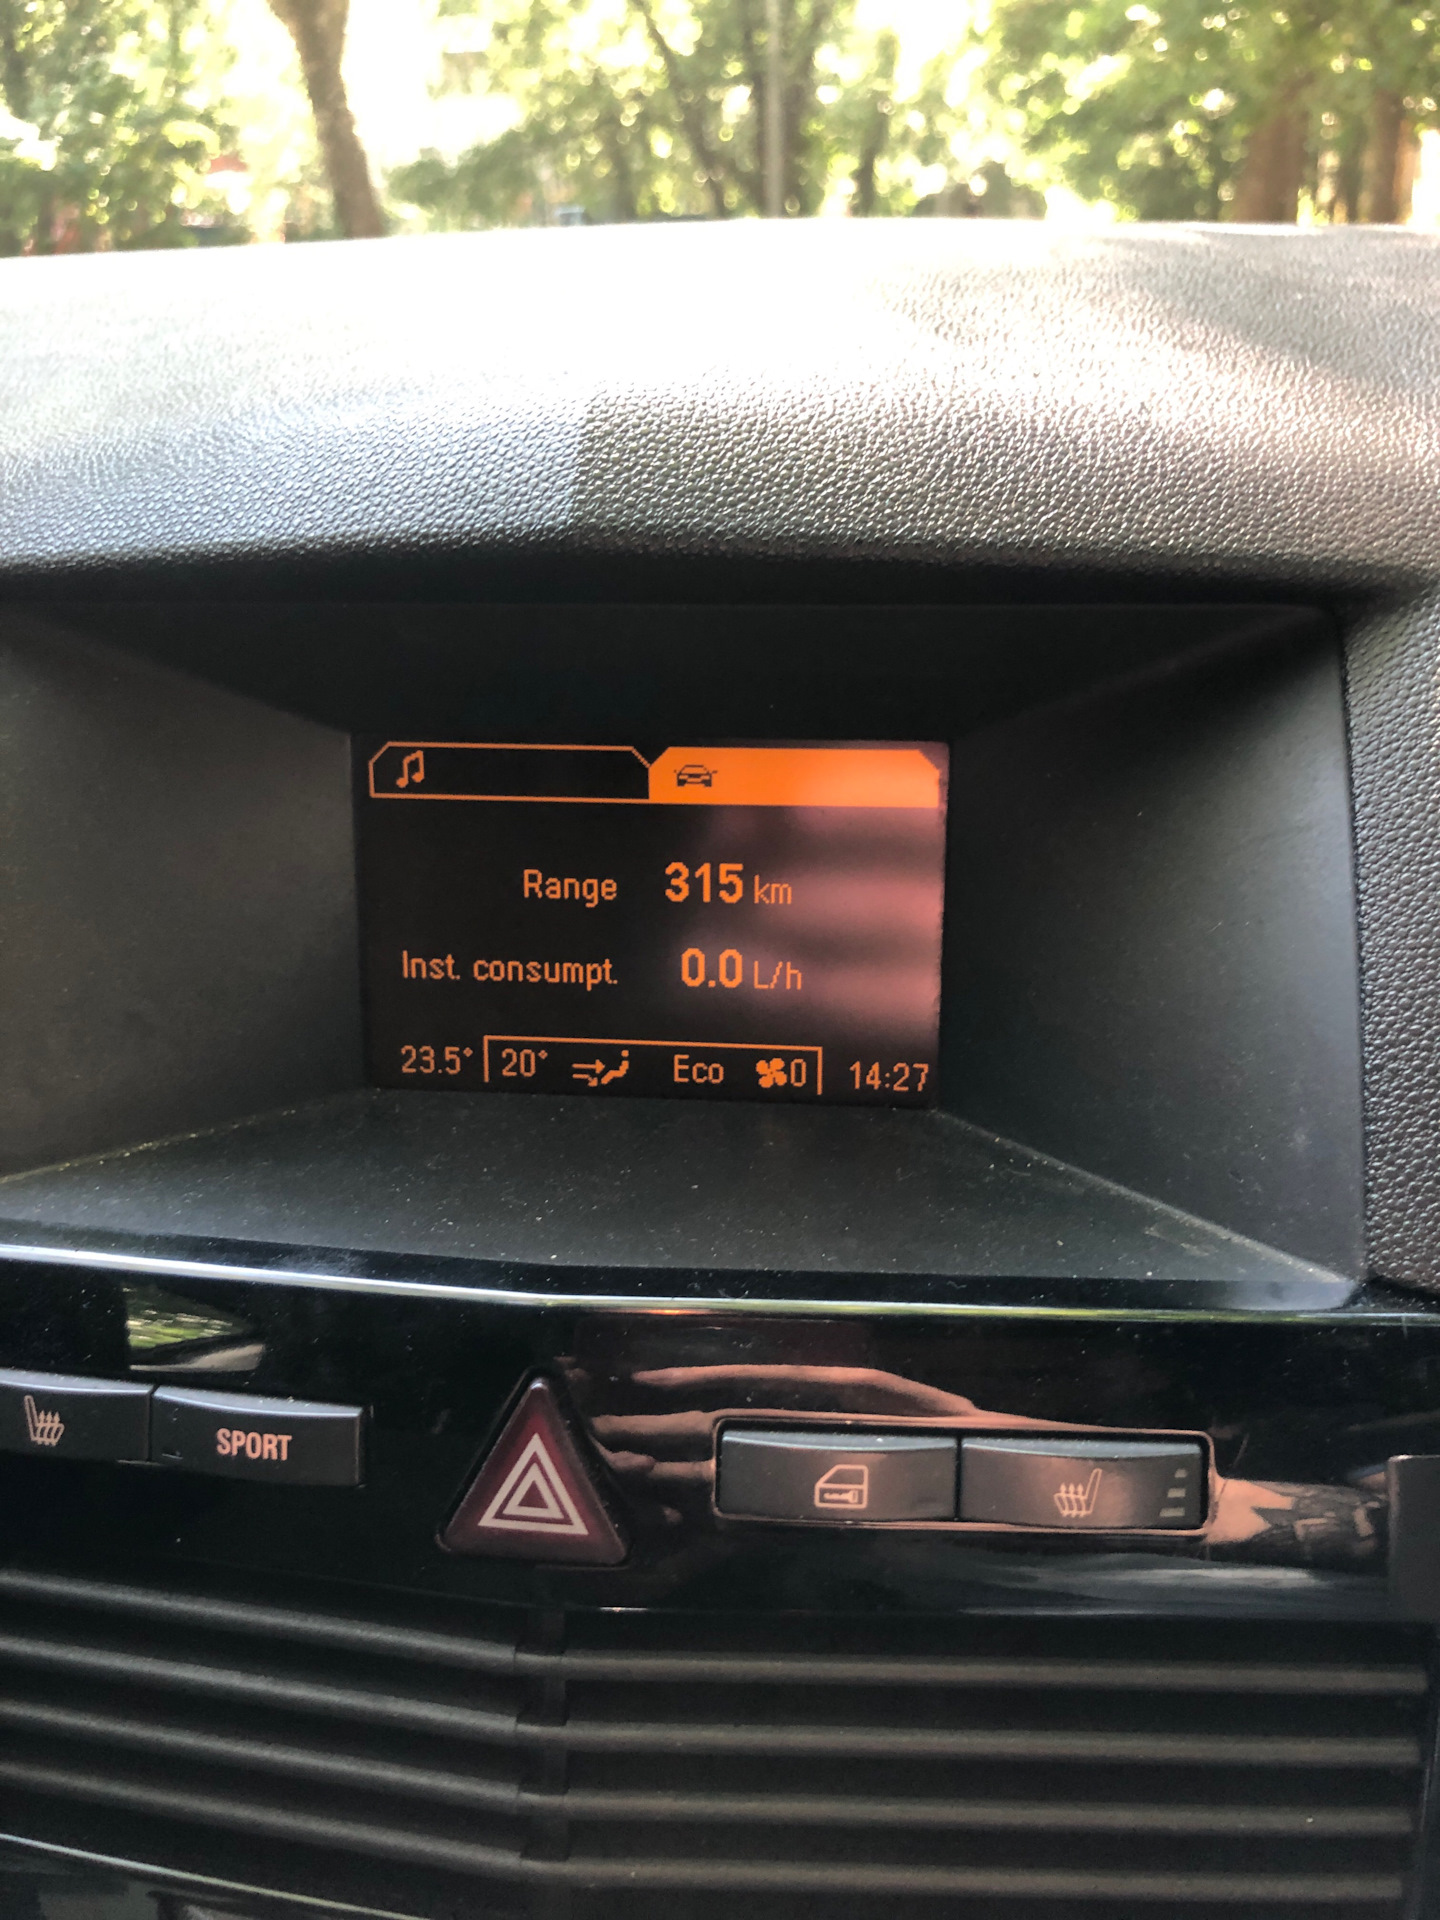 Range 315 km
Inst. consumpt. 0.0 L/h
23.5° 20° Eco 0 14:27
SPORT